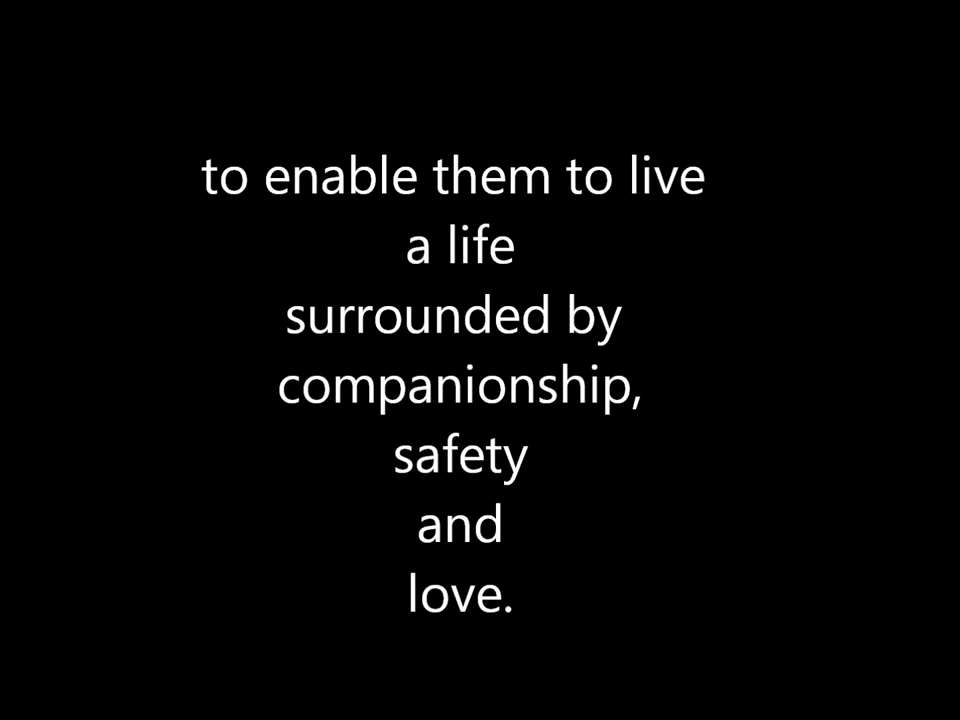 to enable them to live
a life
surrounded by
companionship,
safety
and
love.